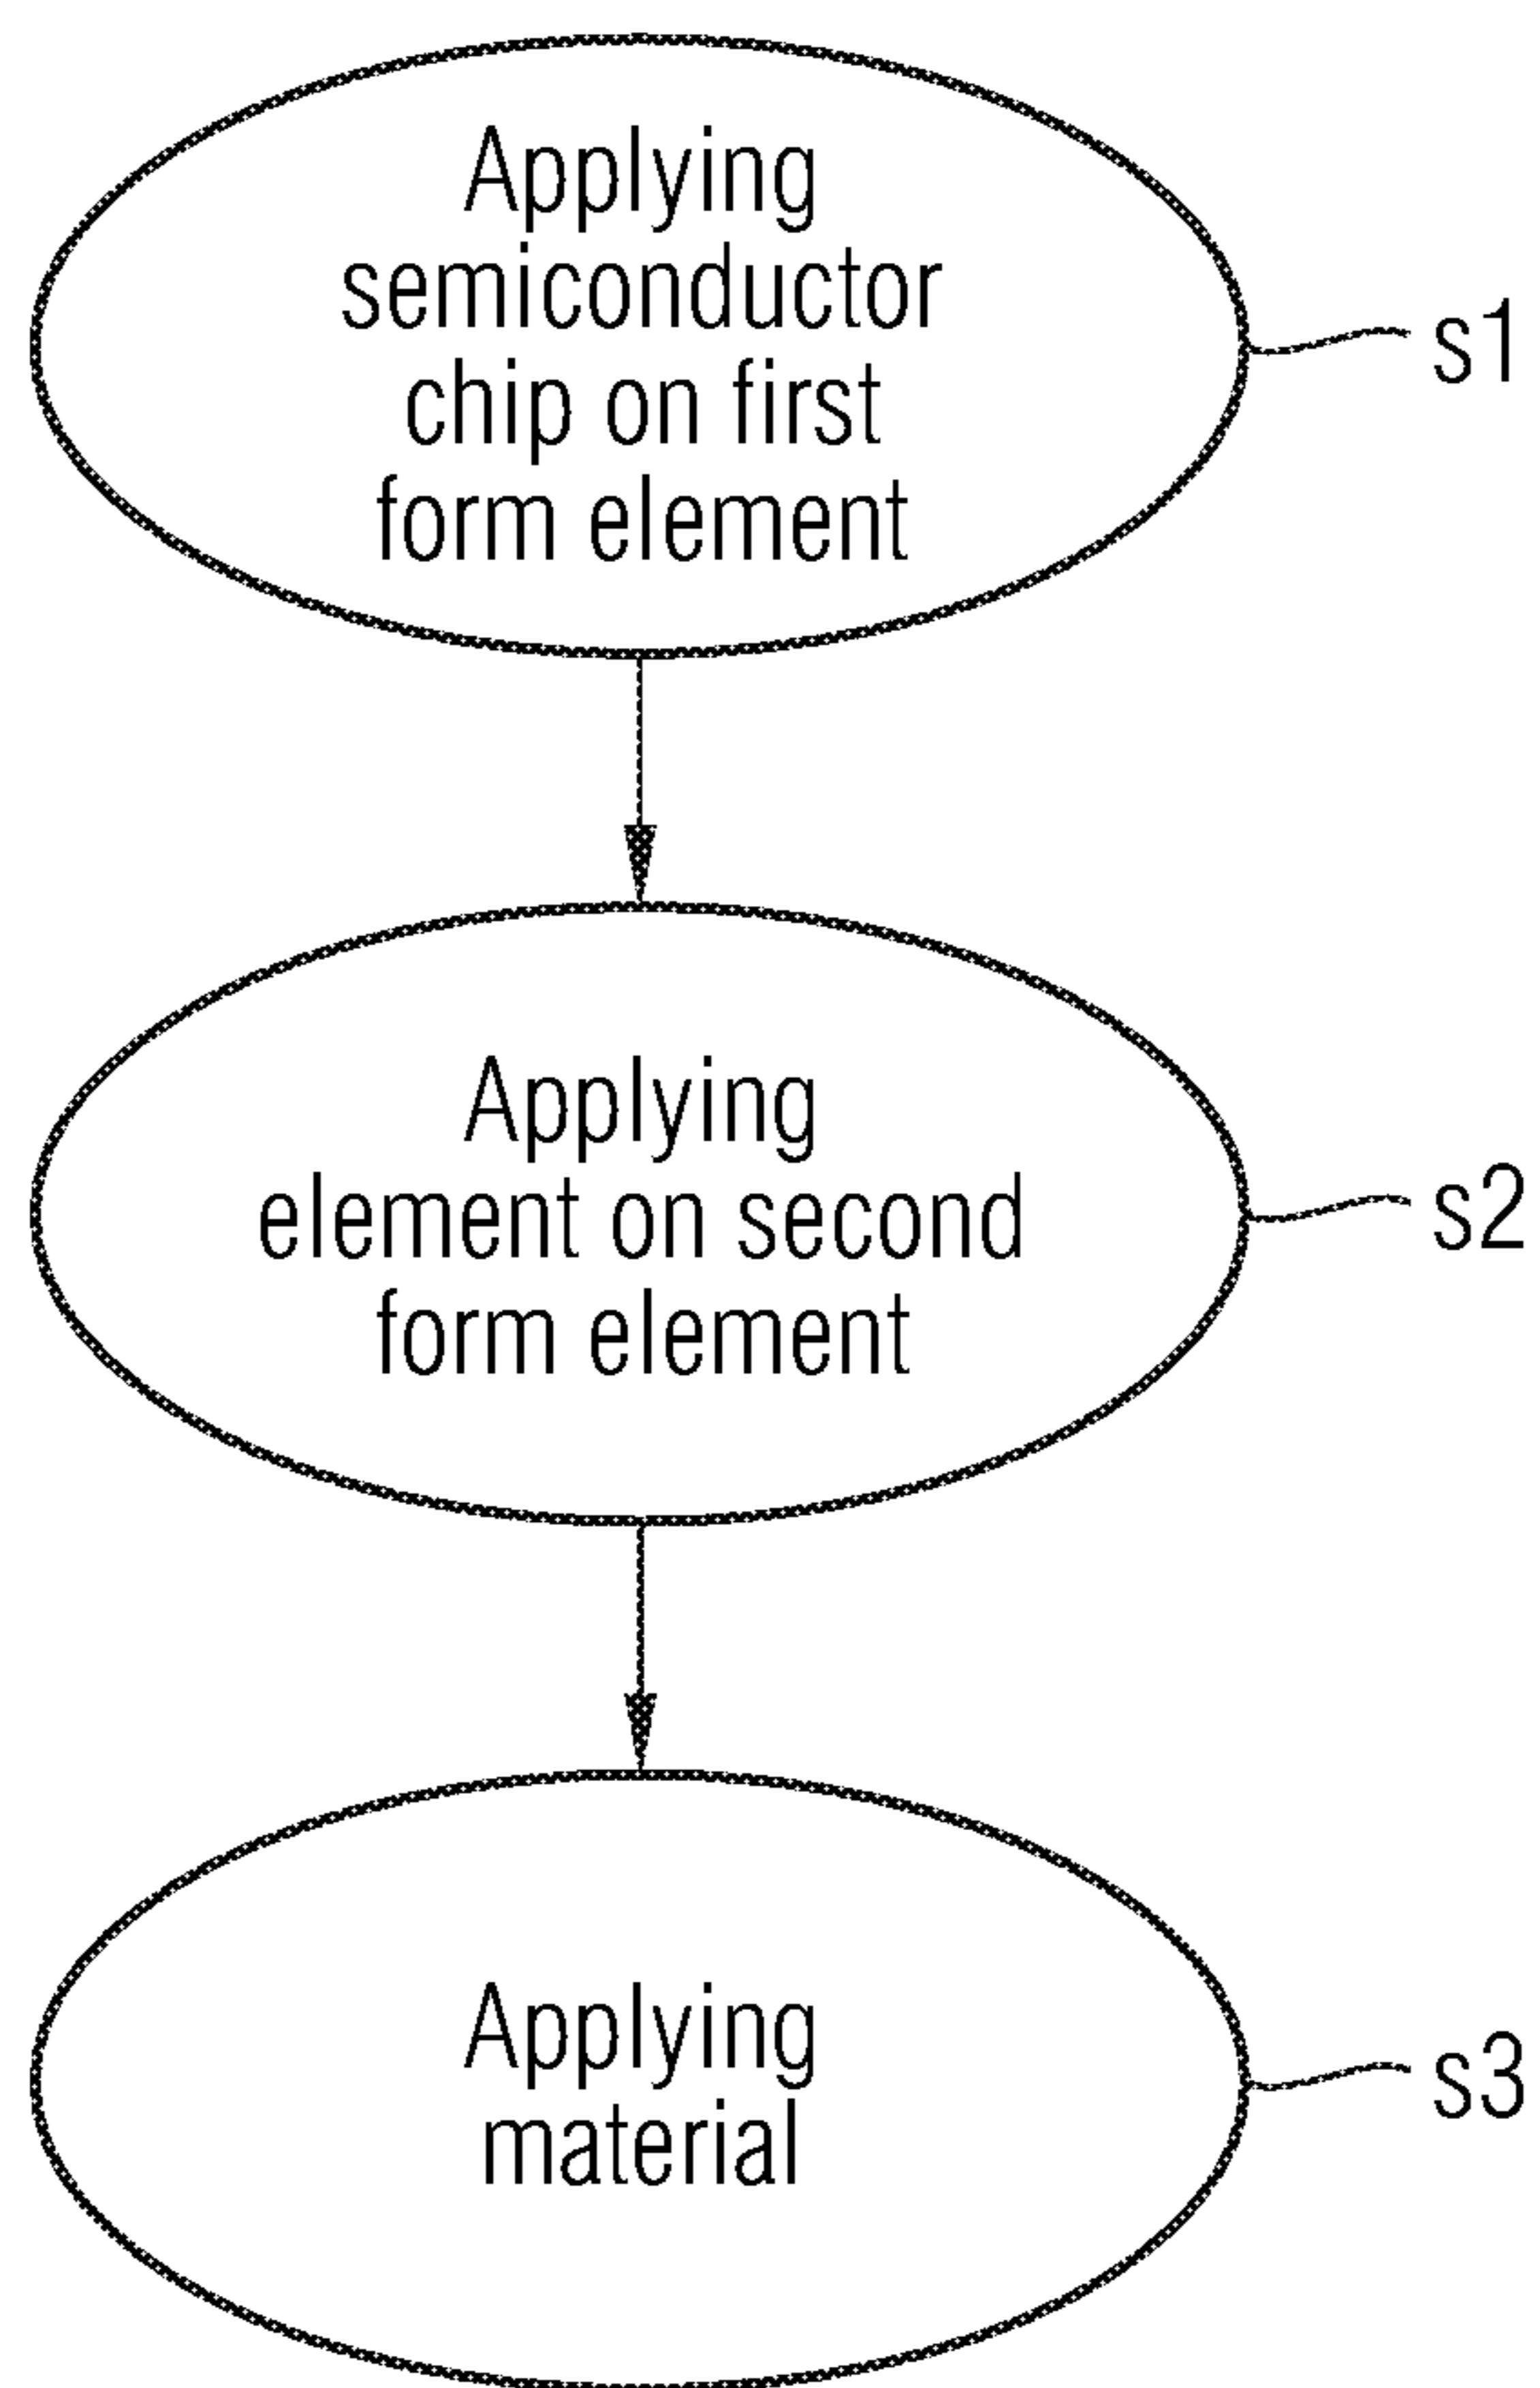 Applying
semiconductor
chip on first
form element
s1
Applying
element on second
form element
s2
Applying
material
s3